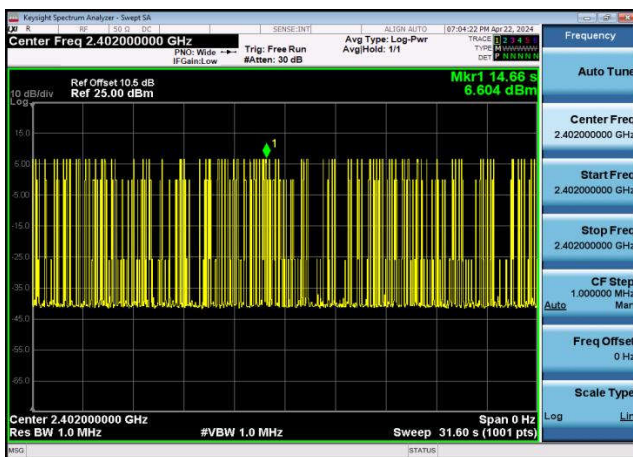 Keysight Spectrum Analyzer - Swept SA
R RF 50 Ω DC SENSE:INT ALIGN AUTO 07:04:22 PM Apr 22, 2024
Center Freq 2.402000000 GHz
PNO: Wide
IFGain:Low
Trig: Free Run
#Atten: 30 dB
Avg Type: Log-Pwr
Avg|Hold: 1/1
TRACE 1 2 3 4 5 6
TYPE M
DET P N N N N N
Mkr1 14.66 s
6.604 dBm
Ref Offset 10.5 dB
Ref 25.00 dBm
10 dB/div
Log
15.0
5.00
-5.00
-15.0
-25.0
-35.0
-45.0
-55.0
-65.0
1
Center 2.402000000 GHz
Span 0 Hz
Res BW 1.0 MHz
#VBW 1.0 MHz
Sweep 31.60 s (1001 pts)
MSG
STATUS
Frequency
Auto Tune
Center Freq
2.402000000 GHz
Start Freq
2.402000000 GHz
Stop Freq
2.402000000 GHz
CF Step
1.000000 MHz
Auto Man
Freq Offset
0 Hz
Scale Type
Log Lin